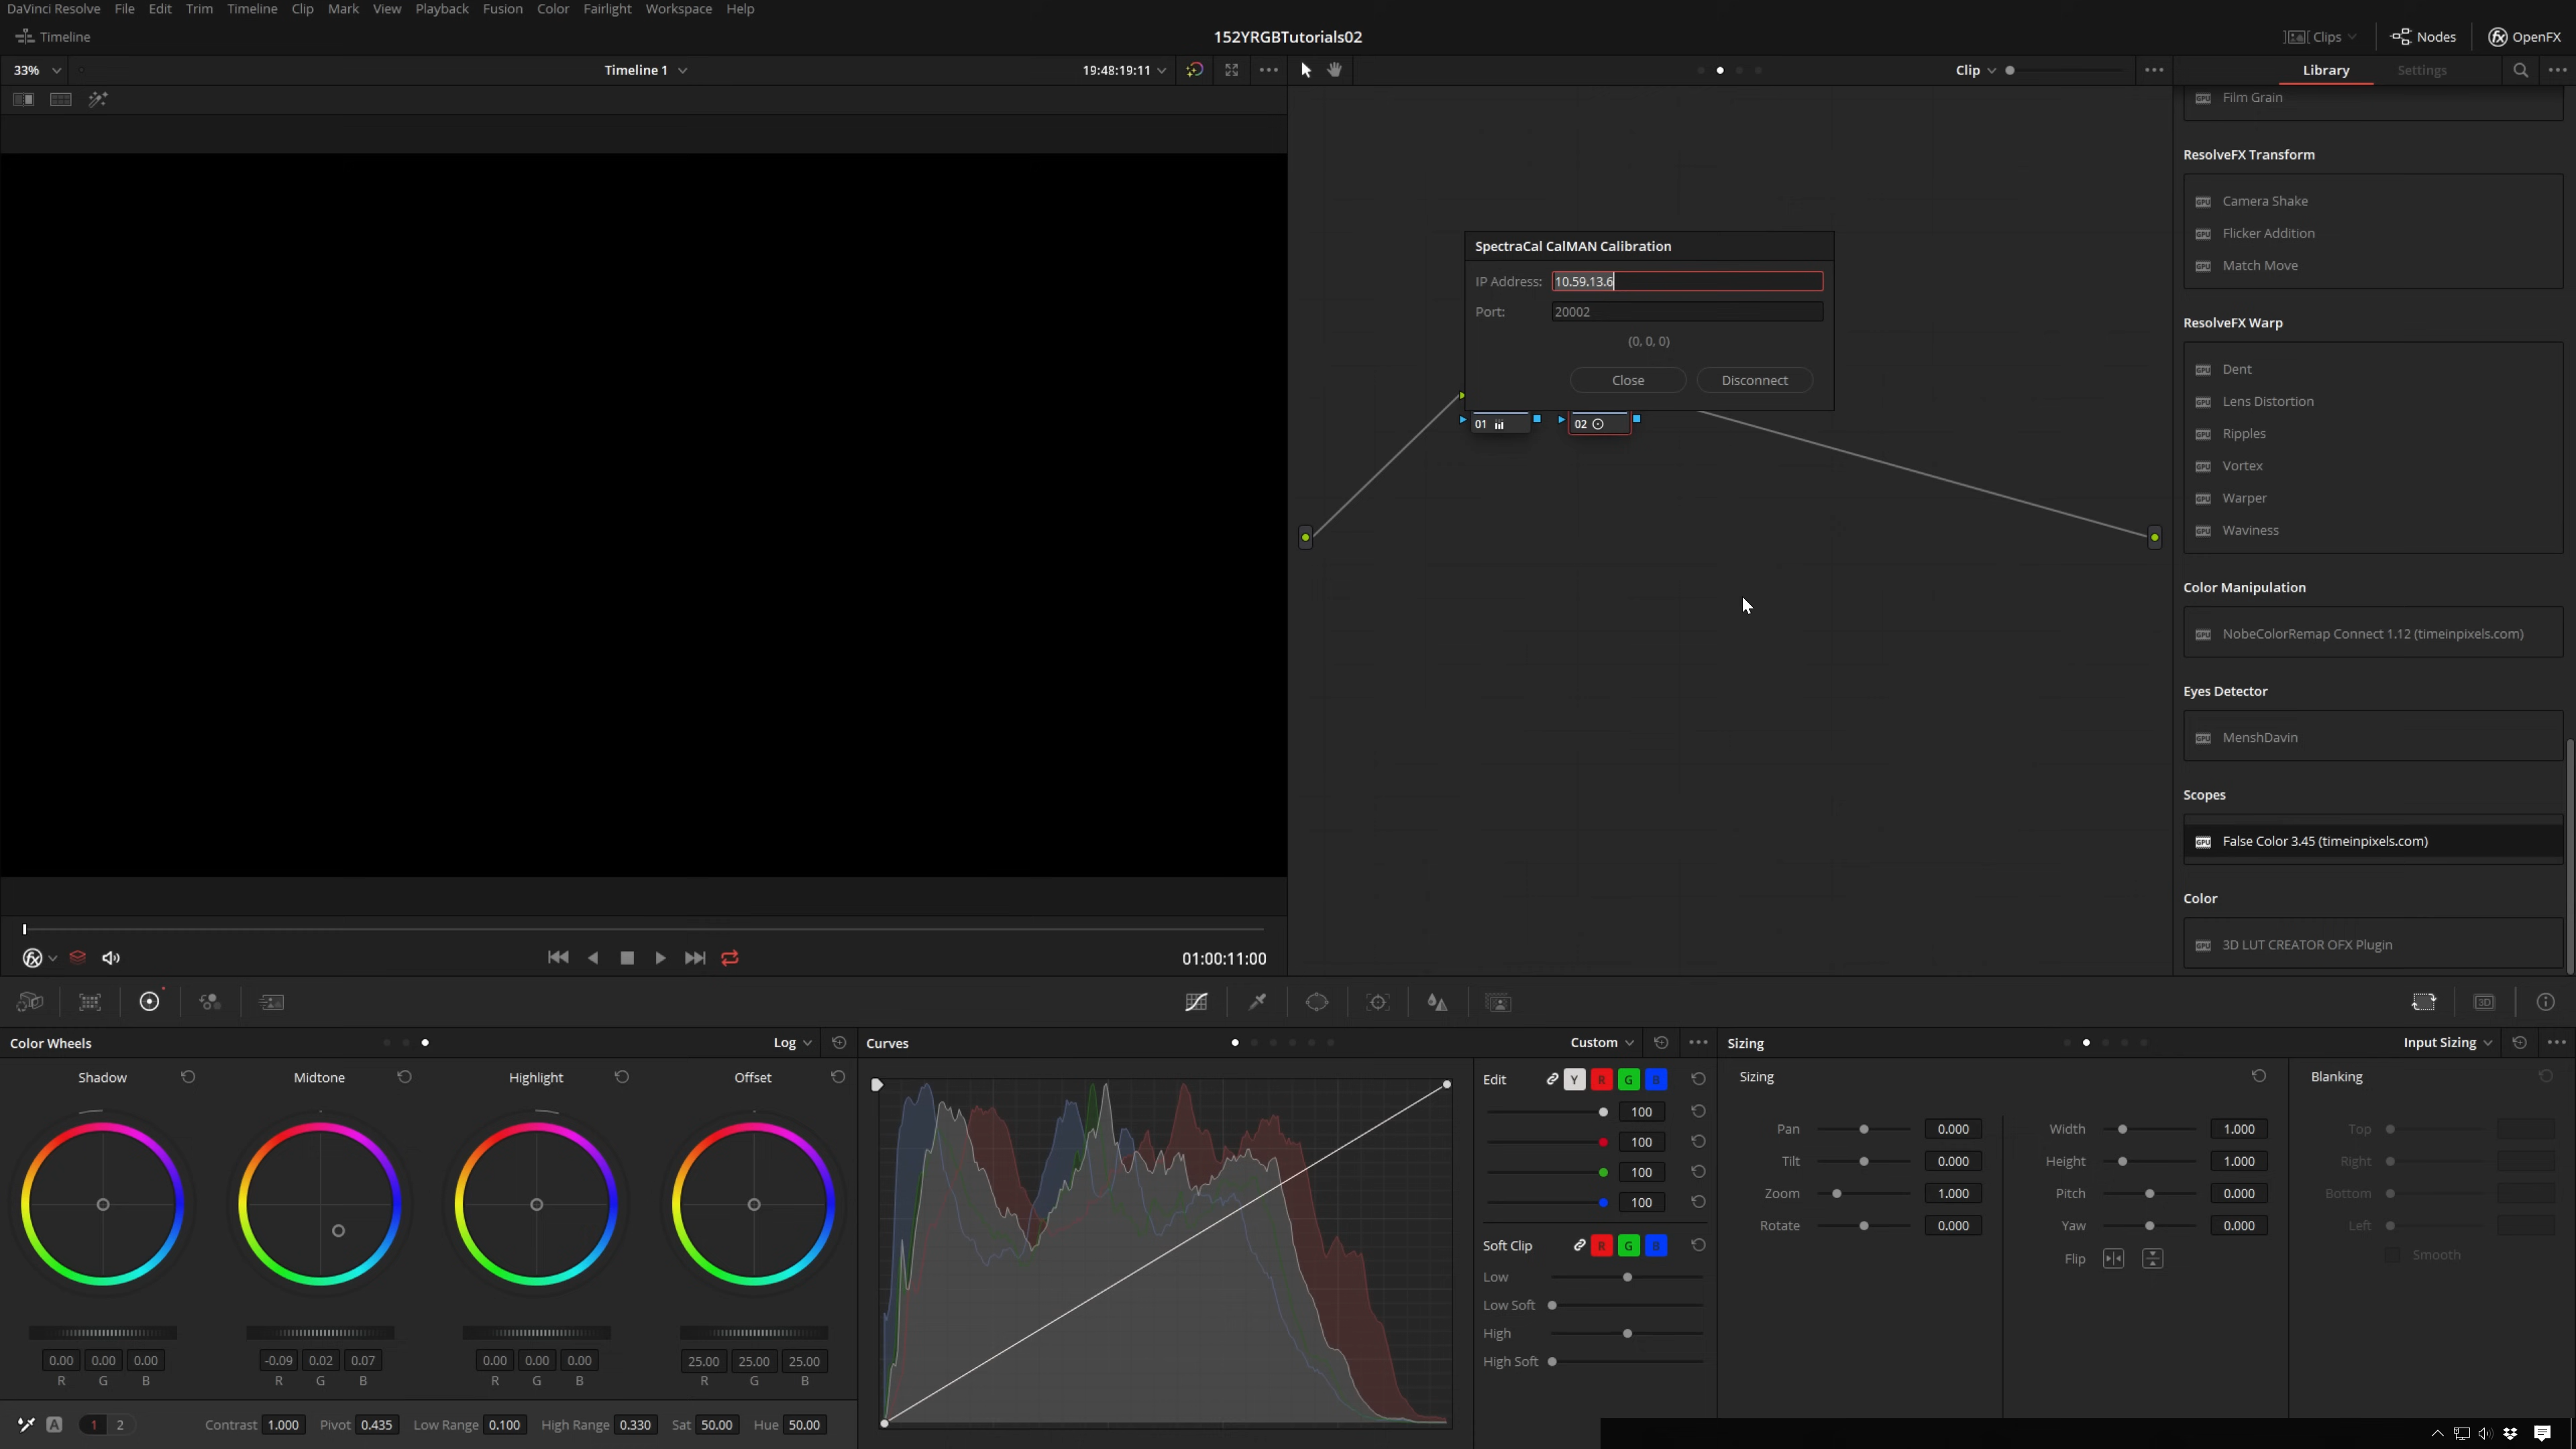 DaVinci Resolve File Edit Trim Timeline Clip Mark View Playback Fusion Color Fairlight Workspace Help
Timeline
152YRGBTutorials02
Clips
Nodes
OpenFX
33%
Timeline 1
19:48:19:11
Clip
Library
Settings
Film Grain
ResolveFX Transform
Camera Shake
Flicker Addition
Match Move
ResolveFX Warp
Dent
Lens Distortion
Ripples
Vortex
Warper
Waviness
Color Manipulation
NobeColorRemap Connect 1.12 (timeinpixels.com)
Eyes Detector
MenshDavin
Scopes
False Color 3.45 (timeinpixels.com)
Color
3D LUT CREATOR OFX Plugin
SpectraCal CalMAN Calibration
IP Address: 10.59.13.6
Port: 20002
(0, 0, 0)
Close Disconnect
01
02
01:00:11:00
3D
Color Wheels
Log
Shadow
Midtone
Highlight
Offset
0.00 0.00 0.00
R G B
-0.09 0.02 0.07
R G B
0.00 0.00 0.00
R G B
25.00 25.00 25.00
R G B
A
1 2
Contrast 1.000 Pivot 0.435 Low Range 0.100 High Range 0.330 Sat 50.00 Hue 50.00
Curves
Custom
Edit Y R G B
100
100
100
100
Soft Clip R G B
Low
Low Soft
High
High Soft
Sizing
Input Sizing
Sizing
Pan 0.000
Tilt 0.000
Zoom 1.000
Rotate 0.000
Width 1.000
Height 1.000
Pitch 0.000
Yaw 0.000
Flip
Blanking
Top
Right
Bottom
Left
Smooth